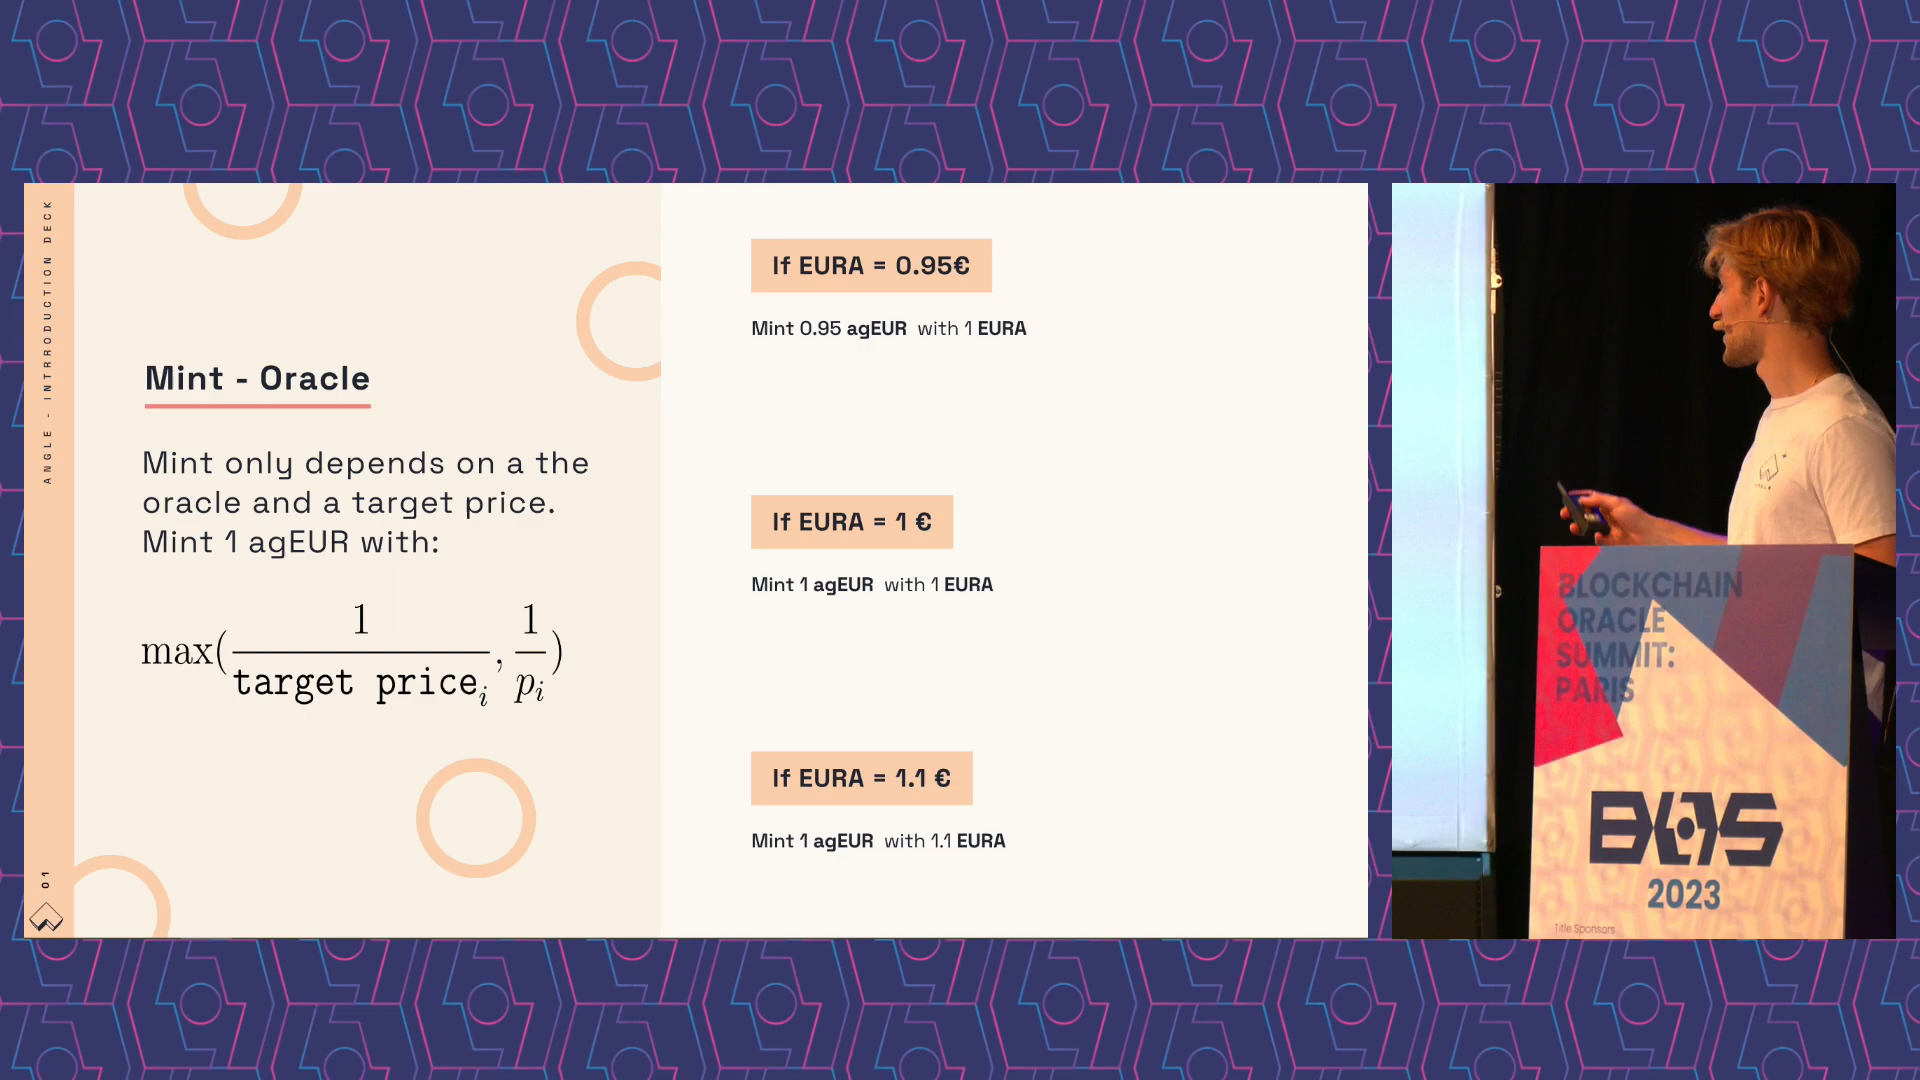 ANGLE - INTRRODUCTION DECK
01
Mint - Oracle
Mint only depends on a the
oracle and a target price.
Mint 1 agEUR with:
max(1/target price_i, 1/p_i)
If EURA = 0.95€
Mint 0.95 agEUR with 1 EURA
If EURA = 1 €
Mint 1 agEUR with 1 EURA
If EURA = 1.1 €
Mint 1 agEUR with 1.1 EURA
BLOCKCHAIN
ORACLE
SUMMIT:
PARIS
BOS
2023
Title Sponsors